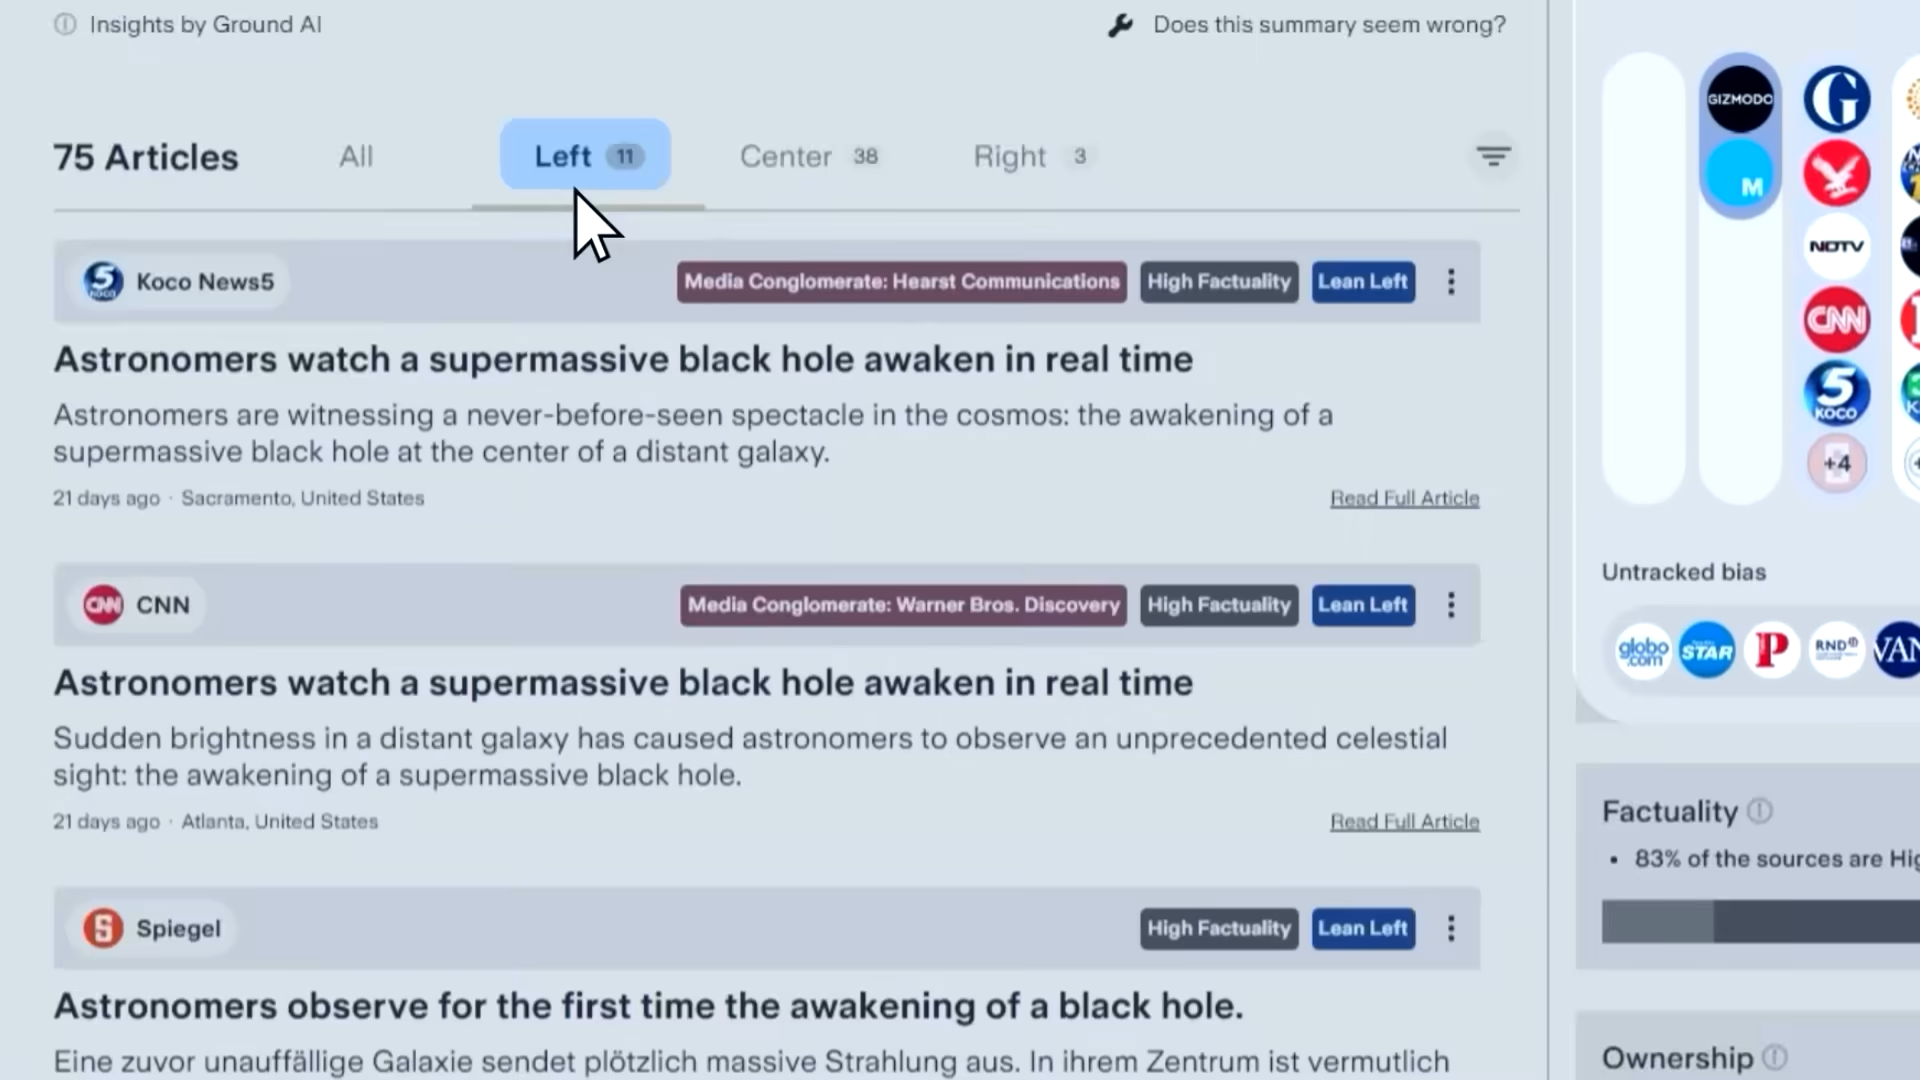 Insights by Ground AI
Does this summary seem wrong?
75 Articles
All
Left 11
Center 38
Right 3
Koco News5
Media Conglomerate: Hearst Communications
High Factuality
Lean Left
Astronomers watch a supermassive black hole awaken in real time
Astronomers are witnessing a never-before-seen spectacle in the cosmos: the awakening of a
supermassive black hole at the center of a distant galaxy.
21 days ago · Sacramento, United States
Read Full Article
CNN
Media Conglomerate: Warner Bros. Discovery
High Factuality
Lean Left
Astronomers watch a supermassive black hole awaken in real time
Sudden brightness in a distant galaxy has caused astronomers to observe an unprecedented celestial
sight: the awakening of a supermassive black hole.
21 days ago · Atlanta, United States
Read Full Article
Spiegel
High Factuality
Lean Left
Astronomers observe for the first time the awakening of a black hole.
Eine zuvor unauffällige Galaxie sendet plötzlich massive Strahlung aus. In ihrem Zentrum ist vermutlich
GIZMODO
G
M
NDTV
CNN
5
KOCO
+4
Untracked bias
globo
.com
STAR
P
RND
VAN
Factuality
• 83% of the sources are Hig
Ownership